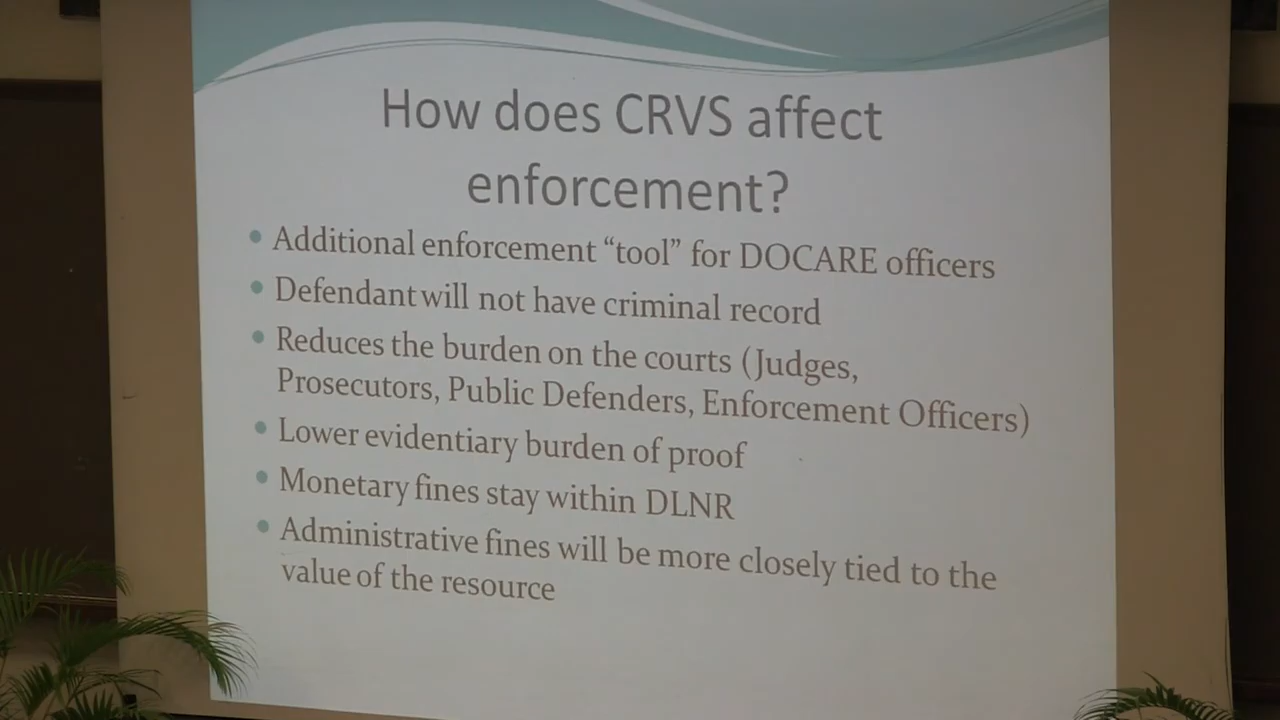 How does CRVS affect
enforcement?
• Additional enforcement “tool” for DOCARE officers
• Defendant will not have criminal record
• Reduces the burden on the courts (Judges,
Prosecutors, Public Defenders, Enforcement Officers)
• Lower evidentiary burden of proof
• Monetary fines stay within DLNR
• Administrative fines will be more closely tied to the
value of the resource